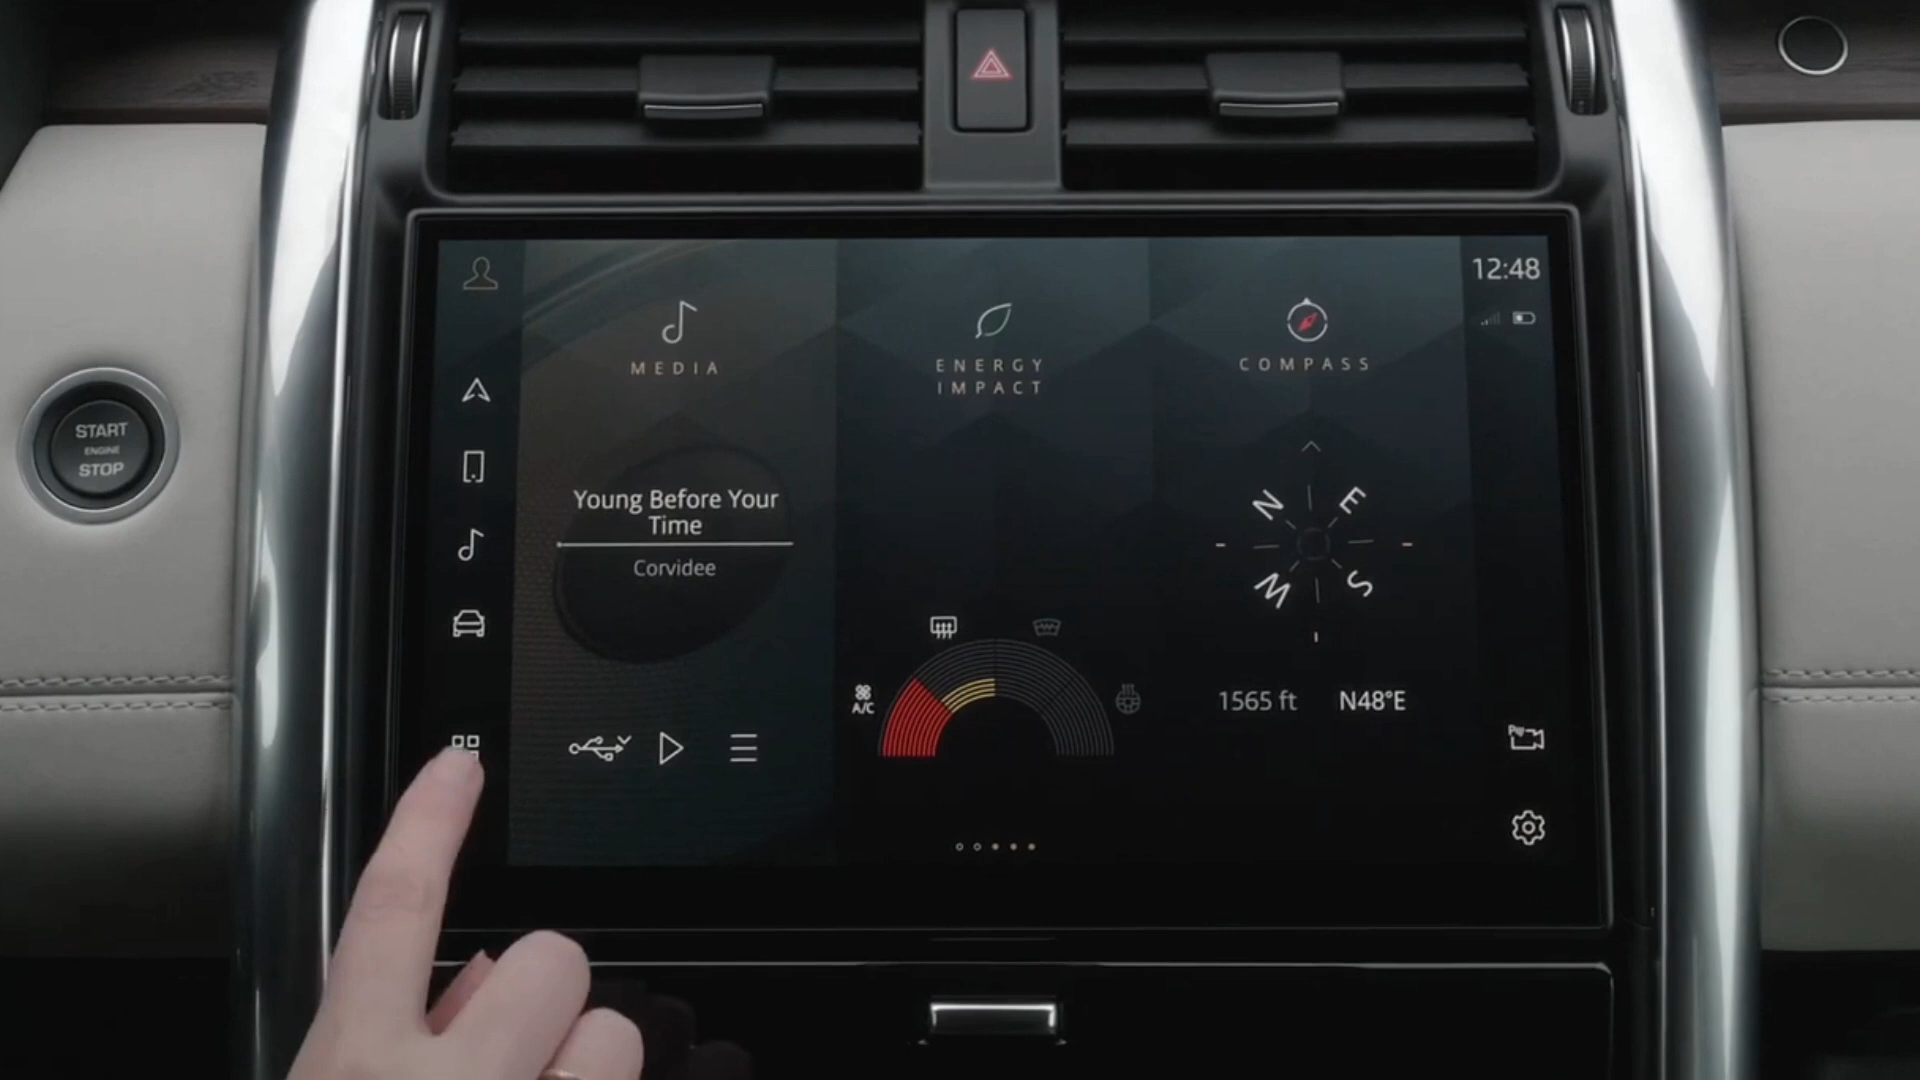 START
ENGINE
STOP
12:48
MEDIA
ENERGY
IMPACT
COMPASS
Young Before Your
Time
Corvidee
N
E
W
S
A/C
1565 ft
N48°E